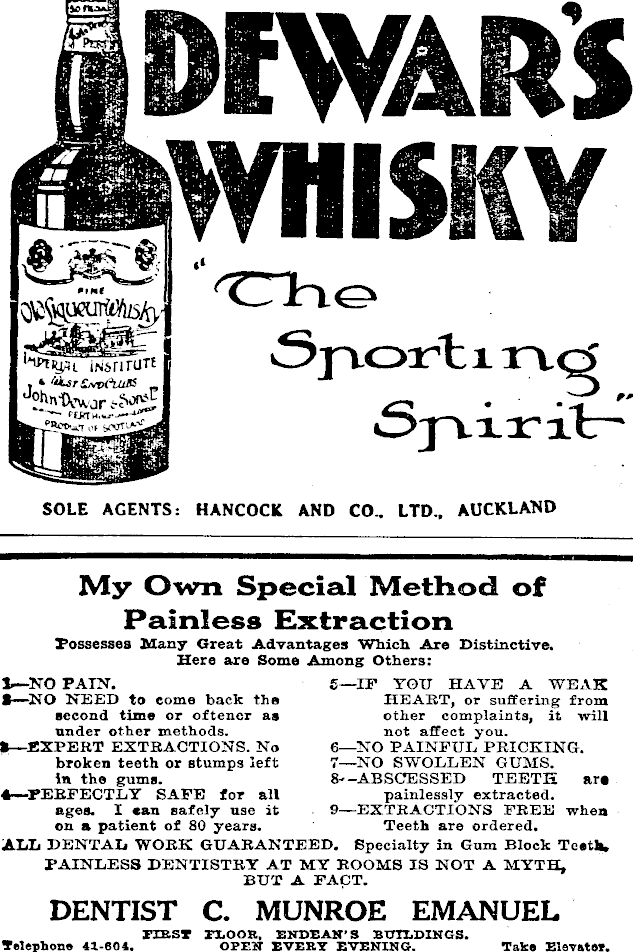 DEWAR'S
WHISKY
"The
Sporting
Spirit"
FINE
Old Liqueur Whisky
IMPERIAL INSTITUTE
& WEST END CLUBS
John Dewar & Sons Ld
PERTH LONDON
PRODUCT OF SCOTLAND
SOLE AGENTS: HANCOCK AND CO., LTD., AUCKLAND
My Own Special Method of
Painless Extraction
Possesses Many Great Advantages Which Are Distinctive.
Here are Some Among Others:
1—NO PAIN.
2—NO NEED to come back the
second time or oftener as
under other methods.
3—EXPERT EXTRACTIONS. No
broken teeth or stumps left
in the gums.
4—PERFECTLY SAFE for all
ages. I can safely use it
on a patient of 80 years.
5—IF YOU HAVE A WEAK
HEART, or suffering from
other complaints, it will
not affect you.
6—NO PAINFUL PRICKING.
7—NO SWOLLEN GUMS.
8—ABSCESSED TEETH are
painlessly extracted.
9—EXTRACTIONS FREE when
Teeth are ordered.
ALL DENTAL WORK GUARANTEED. Specialty in Gum Block Teeth,
PAINLESS DENTISTRY AT MY ROOMS IS NOT A MYTH,
BUT A FACT.
DENTIST C. MUNROE EMANUEL
FIRST FLOOR, ENDEAN'S BUILDINGS.
Telephone 41-604. OPEN EVERY EVENING. Take Elevator.